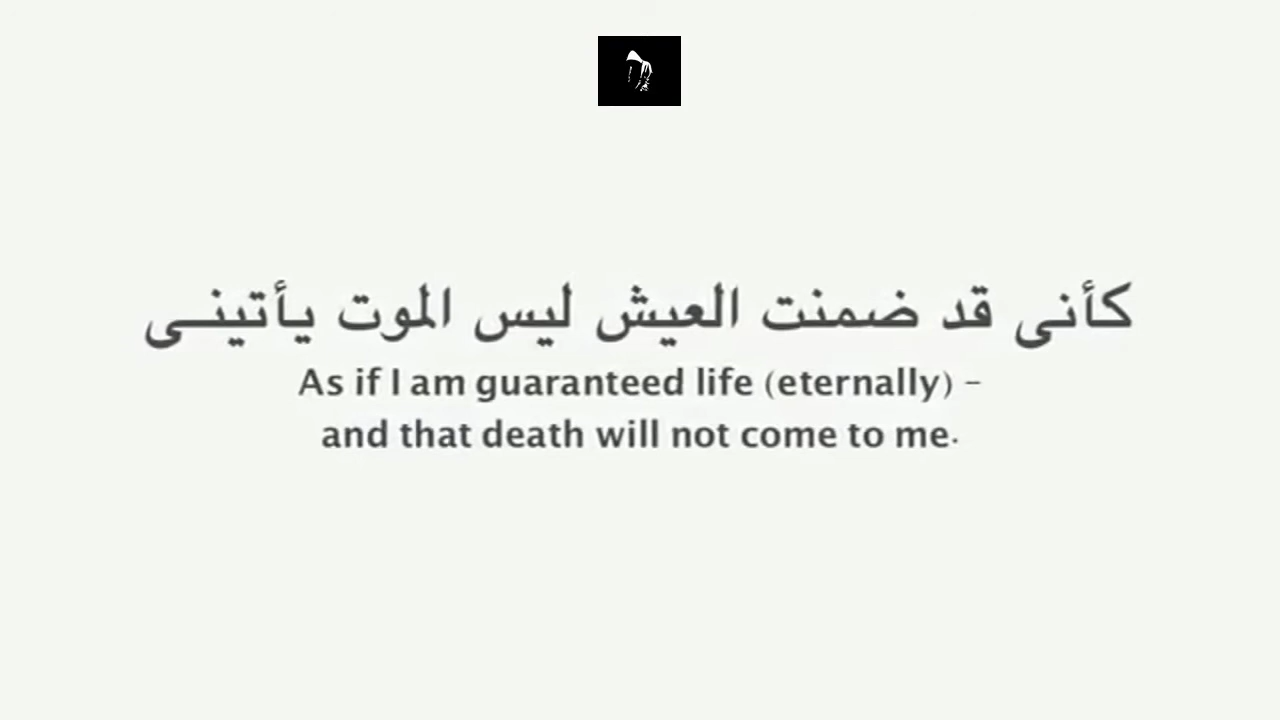 كأنى قد ضمنت العيش ليس الموت يأتينـى
As if I am guaranteed life (eternally) -
and that death will not come to me.